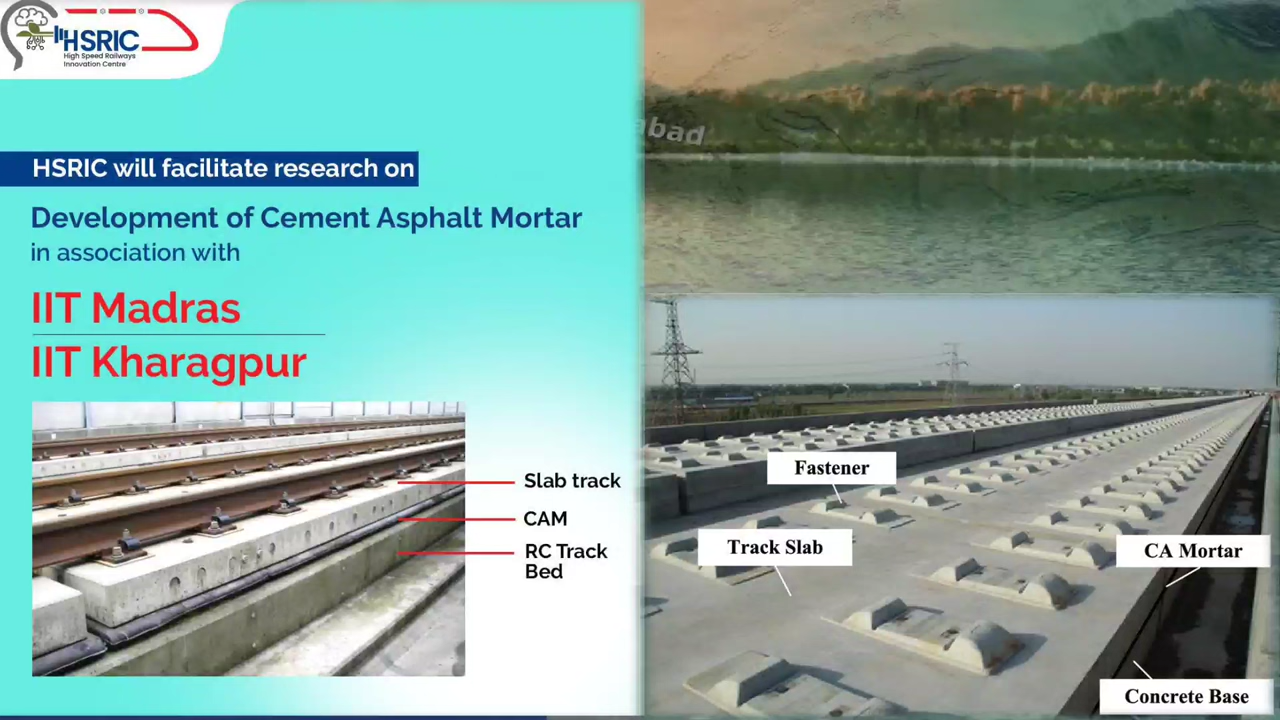 HSRIC
High Speed Railways
Innovation Centre
HSRIC will facilitate research on
Development of Cement Asphalt Mortar
in association with
IIT Madras
IIT Kharagpur
Slab track
CAM
RC Track
Bed
abad
Fastener
Track Slab
CA Mortar
Concrete Base